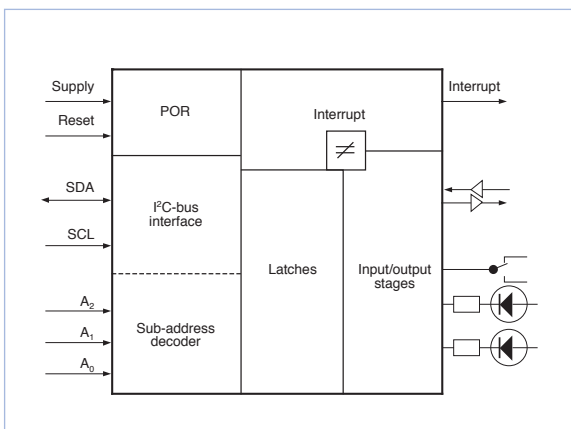 Supply
Reset
SDA
SCL
A₂
A₁
A₀
POR
I²C-bus
interface
Sub-address
decoder
Interrupt
≠
Latches
Input/output
stages
Interrupt